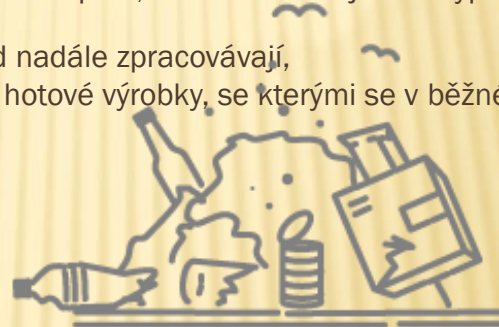 d nadále zpracovávají,
hotové výrobky, se kterými se v běžné